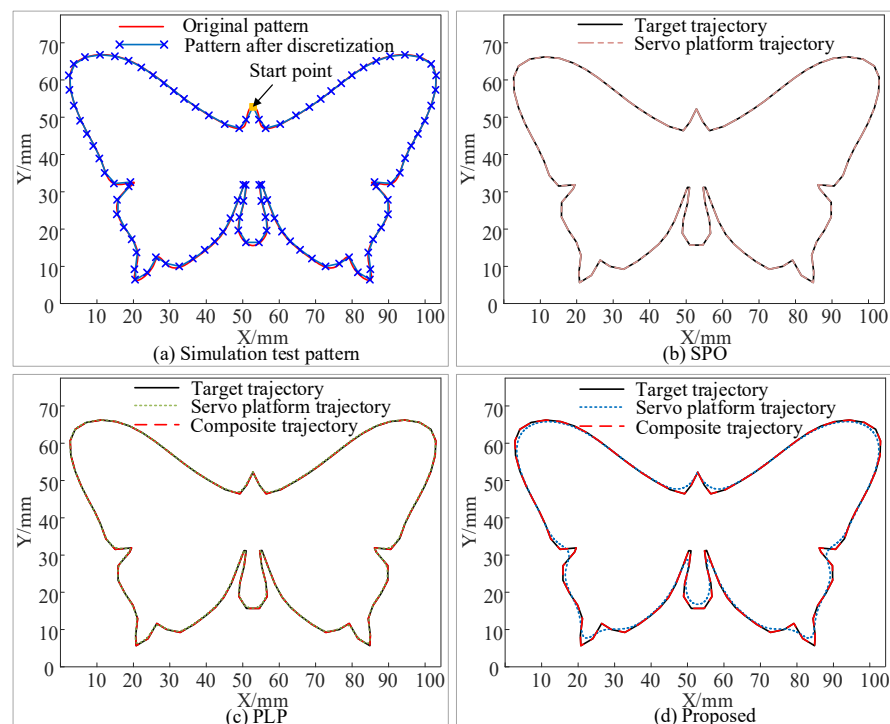 Original pattern
Pattern after discretization
Start point
70
60
50
40
30
20
10
0
Y/mm
10 20 30 40 50 60 70 80 90 100
X/mm
(a) Simulation test pattern
Target trajectory
Servo platform trajectory
70
60
50
40
30
20
10
0
Y/mm
10 20 30 40 50 60 70 80 90 100
X/mm
(b) SPO
Target trajectory
Servo platform trajectory
Composite trajectory
70
60
50
40
30
20
10
0
Y/mm
10 20 30 40 50 60 70 80 90 100
X/mm
(c) PLP
Target trajectory
Servo platform trajectory
Composite trajectory
70
60
50
40
30
20
10
0
Y/mm
10 20 30 40 50 60 70 80 90 100
X/mm
(d) Proposed